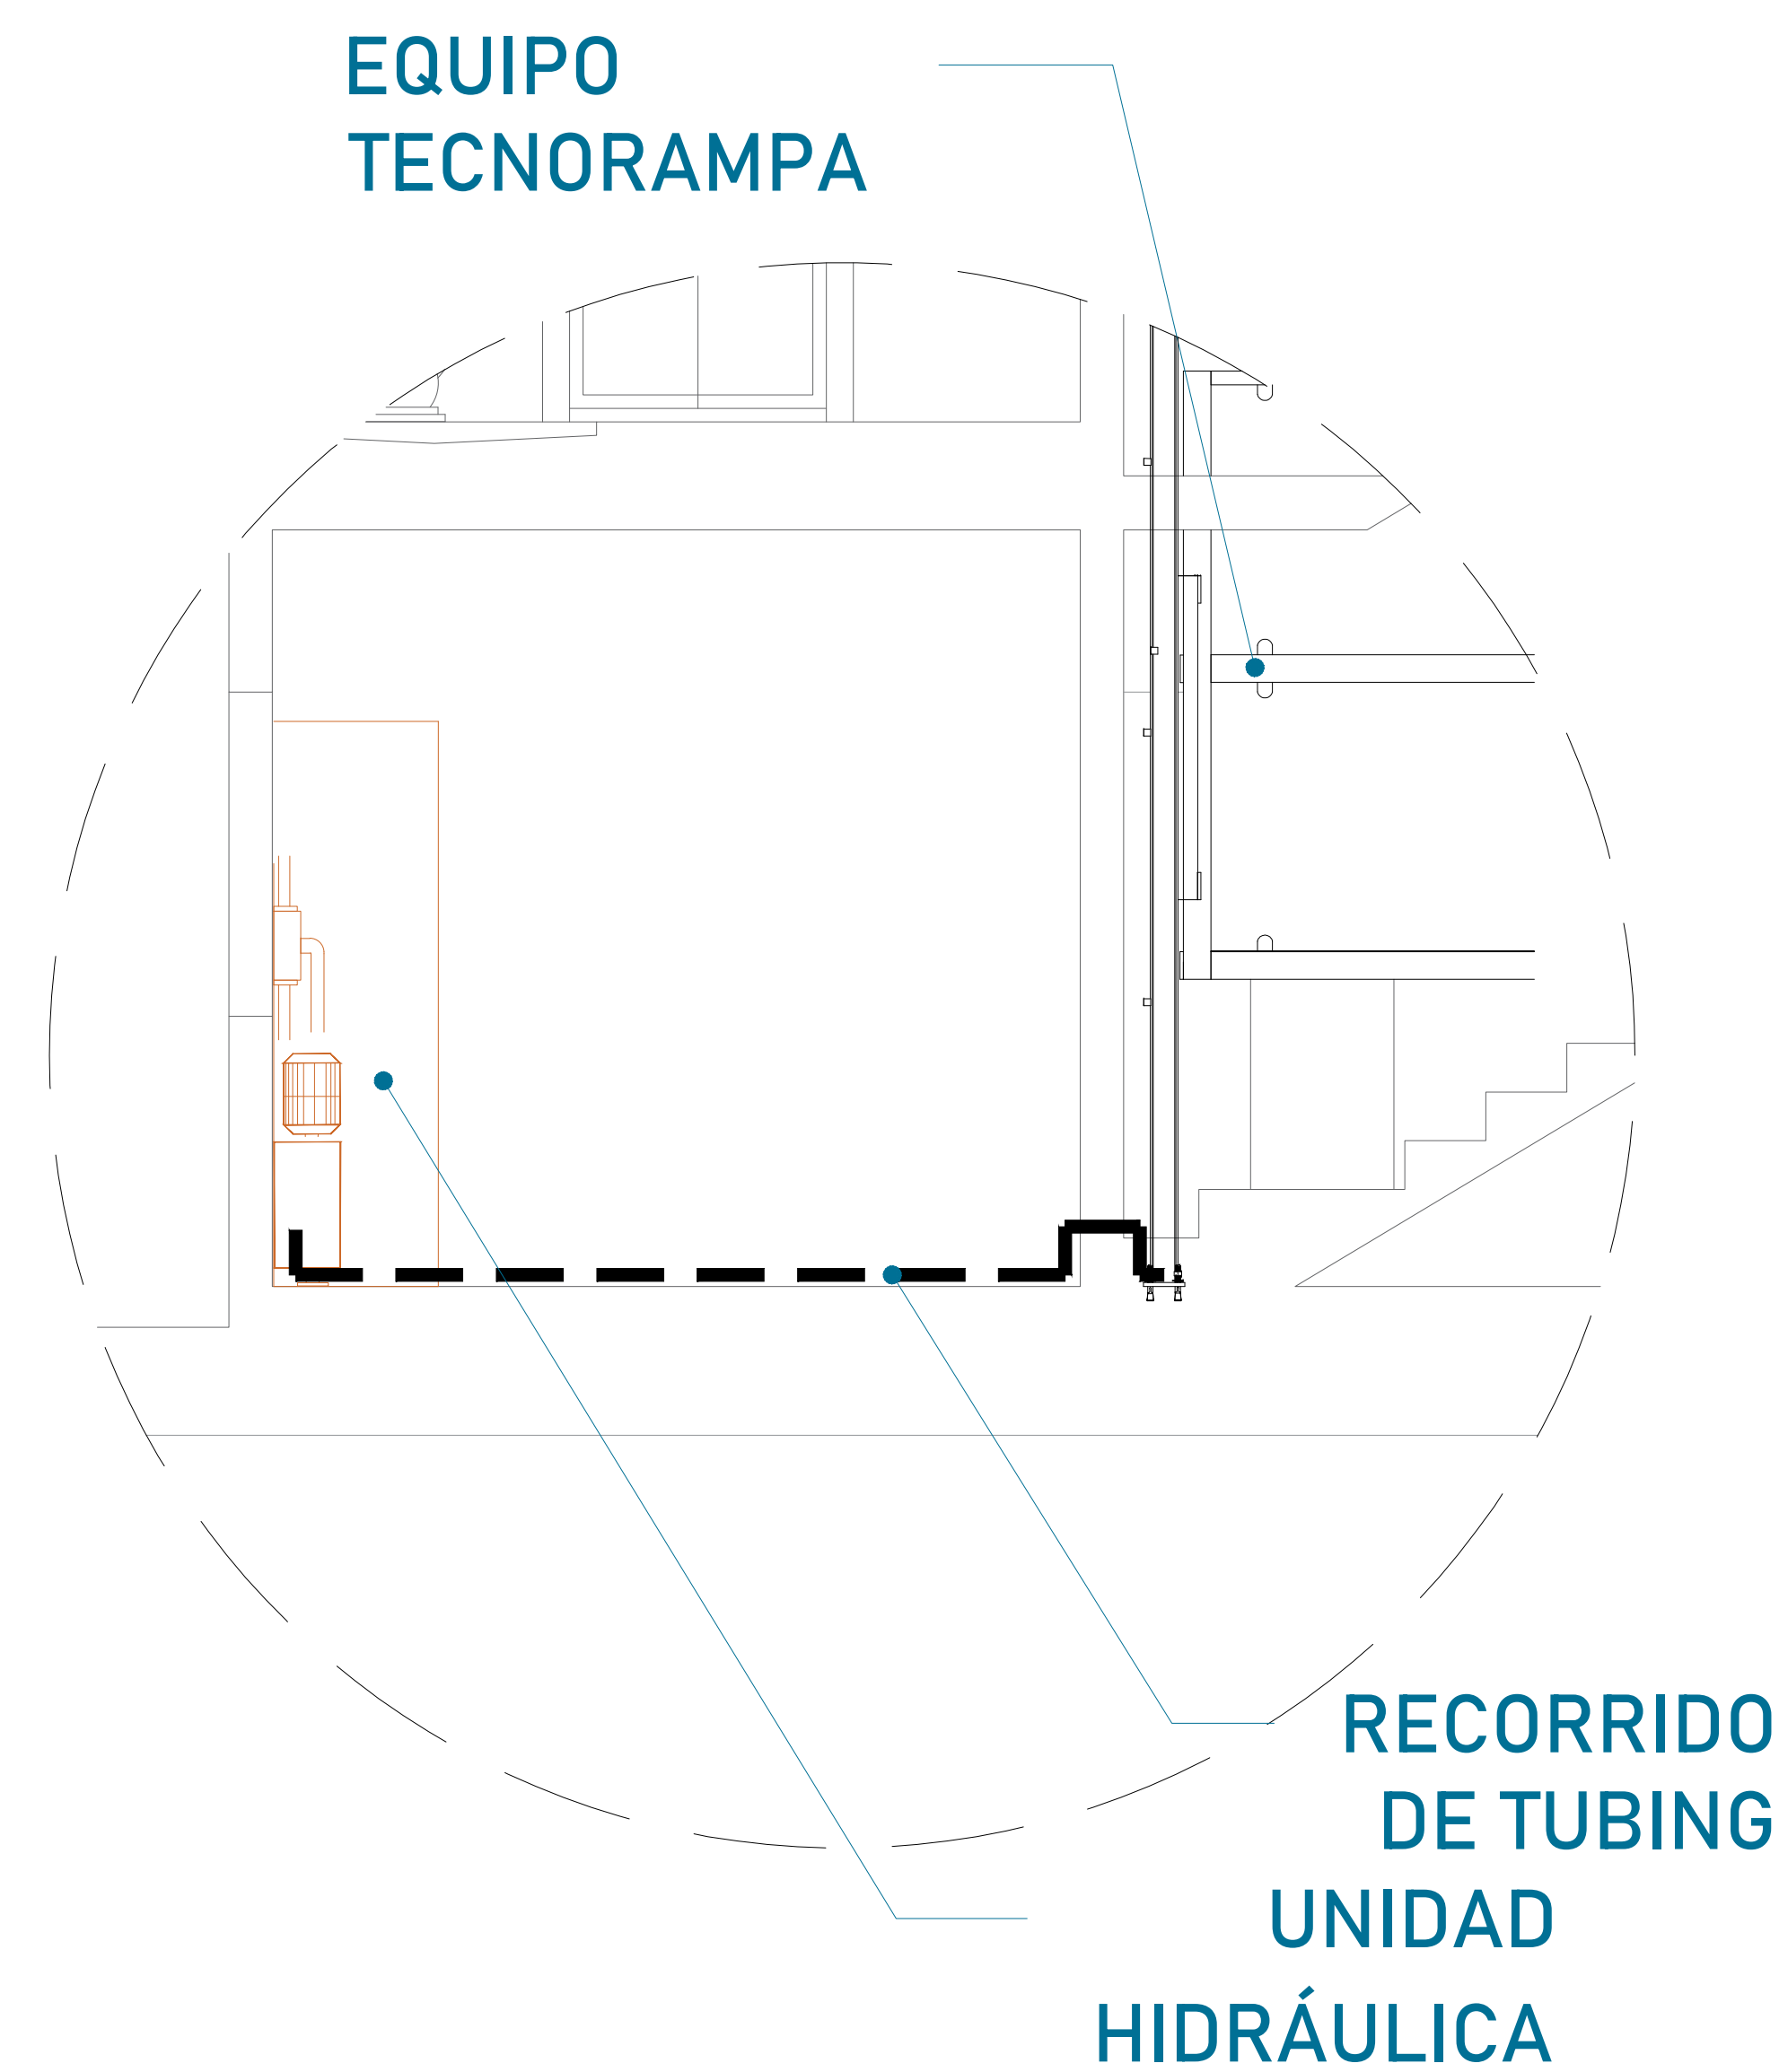 EQUIPO
TECNORAMPA
RECORRIDO
DE TUBING
UNIDAD
HIDRÁULICA